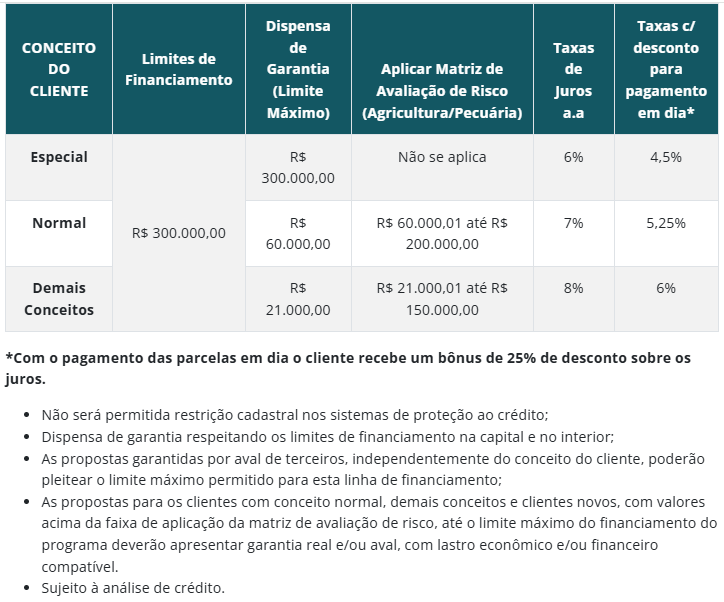 CONCEITO
DO
CLIENTE
Limites de
Financiamento
Dispensa
de
Garantia
(Limite
Máximo)
Aplicar Matriz de
Avaliação de Risco
(Agricultura/Pecuária)
Taxas
de
Juros
a.a
Taxas c/
desconto
para
pagamento
em dia*
Especial
R$ 300.000,00
R$
300.000,00
Não se aplica
6%
4,5%
Normal
R$
60.000,00
R$ 60.000,01 até R$
200.000,00
7%
5,25%
Demais
Conceitos
R$
21.000,00
R$ 21.000,01 até R$
150.000,00
8%
6%
*Com o pagamento das parcelas em dia o cliente recebe um bônus de 25% de desconto sobre os
juros.
• Não será permitida restrição cadastral nos sistemas de proteção ao crédito;
• Dispensa de garantia respeitando os limites de financiamento na capital e no interior;
• As propostas garantidas por aval de terceiros, independentemente do conceito do cliente, poderão
pleitear o limite máximo permitido para esta linha de financiamento;
• As propostas para os clientes com conceito normal, demais conceitos e clientes novos, com valores
acima da faixa de aplicação da matriz de avaliação de risco, até o limite máximo do financiamento do
programa deverão apresentar garantia real e/ou aval, com lastro econômico e/ou financeiro
compatível.
• Sujeito à análise de crédito.